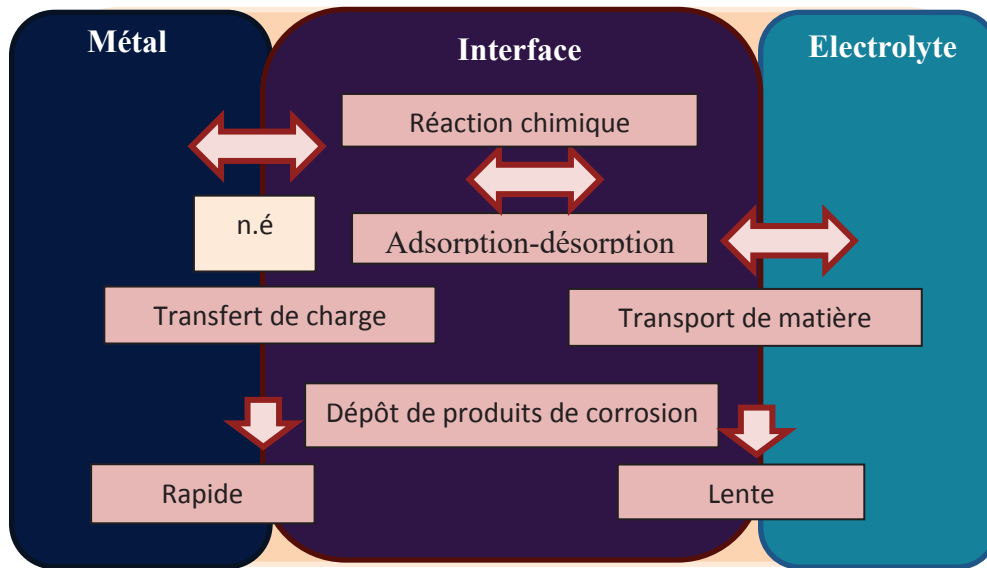 Métal
Interface
Electrolyte
Réaction chimique
n.é
Adsorption-désorption
Transfert de charge
Transport de matière
Dépôt de produits de corrosion
Rapide
Lente